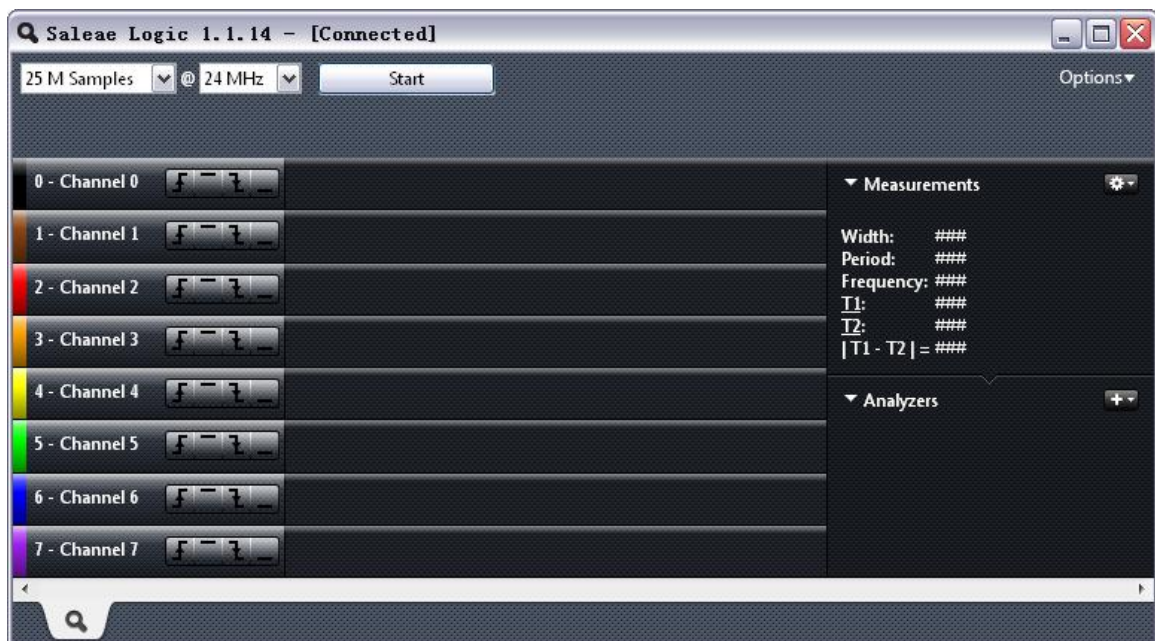 Saleae Logic 1.1.14 - [Connected]
25 M Samples @ 24 MHz Start Options
0 - Channel 0
1 - Channel 1
2 - Channel 2
3 - Channel 3
4 - Channel 4
5 - Channel 5
6 - Channel 6
7 - Channel 7
Measurements
Width: ###
Period: ###
Frequency: ###
T1: ###
T2: ###
|T1 - T2| = ###
Analyzers